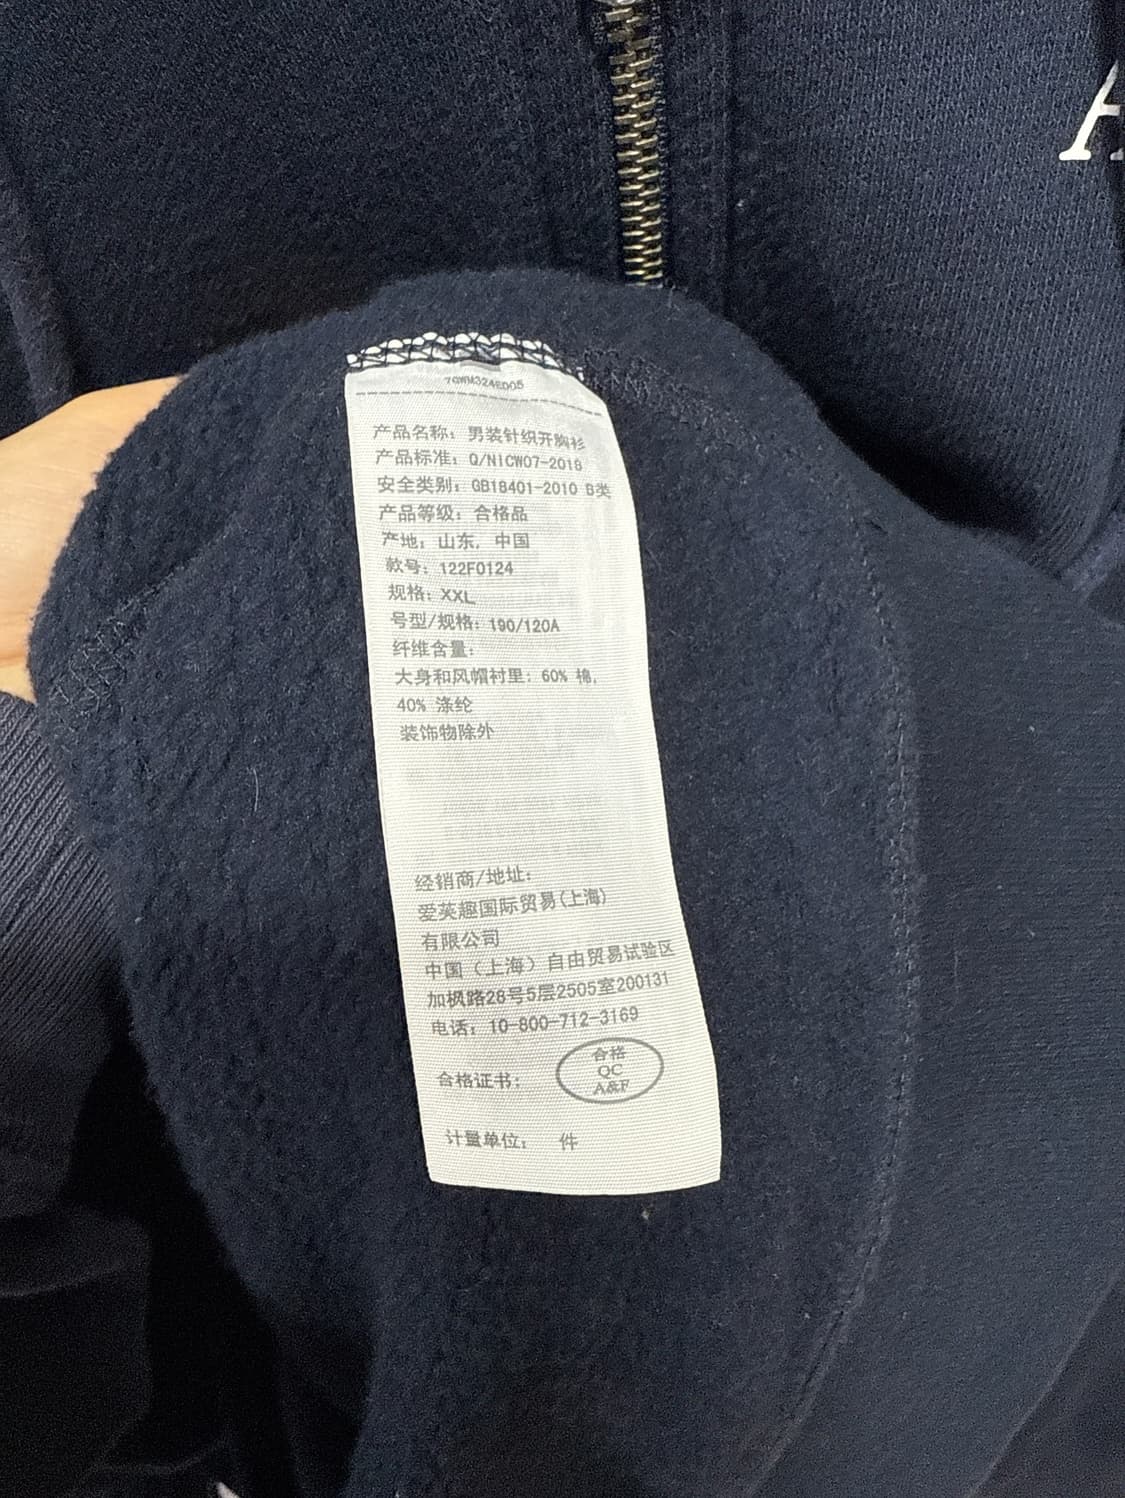 A
7GWM324ED05
产品名称: 男装针织开胸衫
产品标准: Q/NICW07-2018
安全类别: GB18401-2010 B类
产品等级: 合格品
产地: 山东, 中国
款号: 122F0124
规格: XXL
号型/规格: 190/120A
纤维含量:
大身和风帽衬里: 60% 棉,
40% 涤纶
装饰物除外
经销商/地址:
爱芙趣国际贸易(上海)
有限公司
中国 (上海) 自由贸易试验区
加枫路28号5层2505室200131
电话: 10-800-712-3169
合格
QC
A&F
合格证书:
计量单位: 件